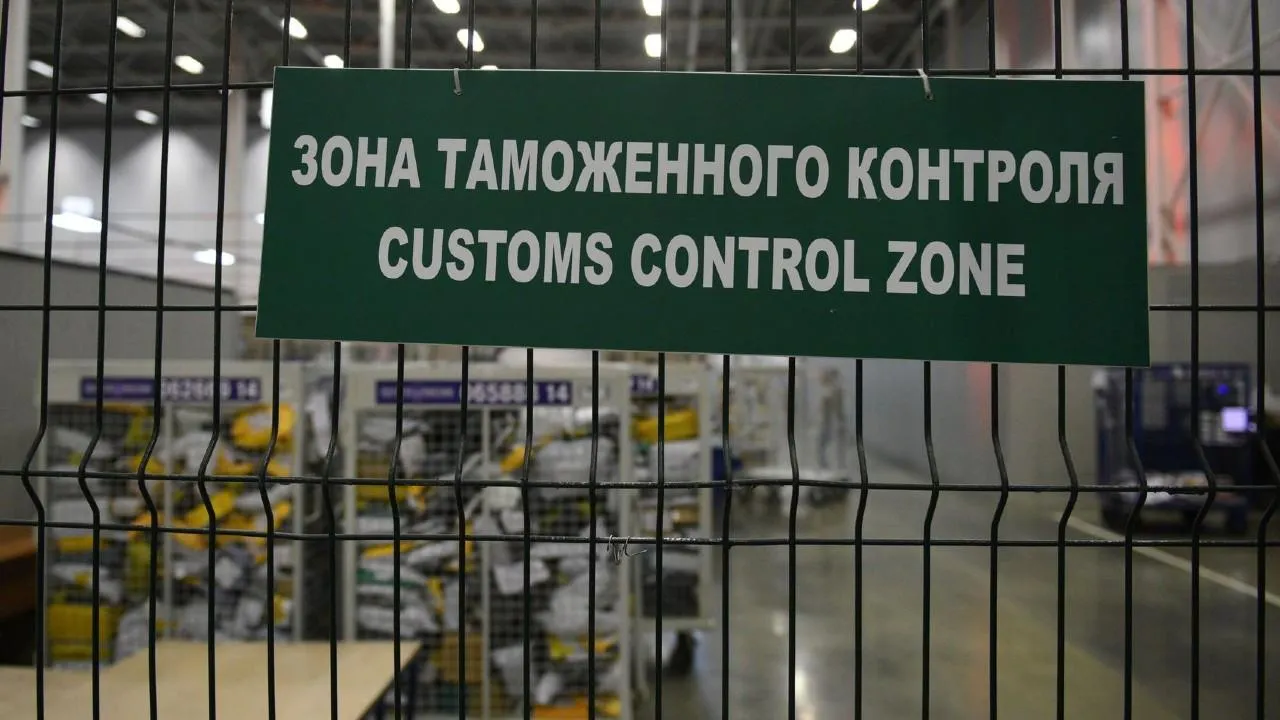 ЗОНА ТАМОЖЕННОГО КОНТРОЛЯ
CUSTOMS CONTROL ZONE